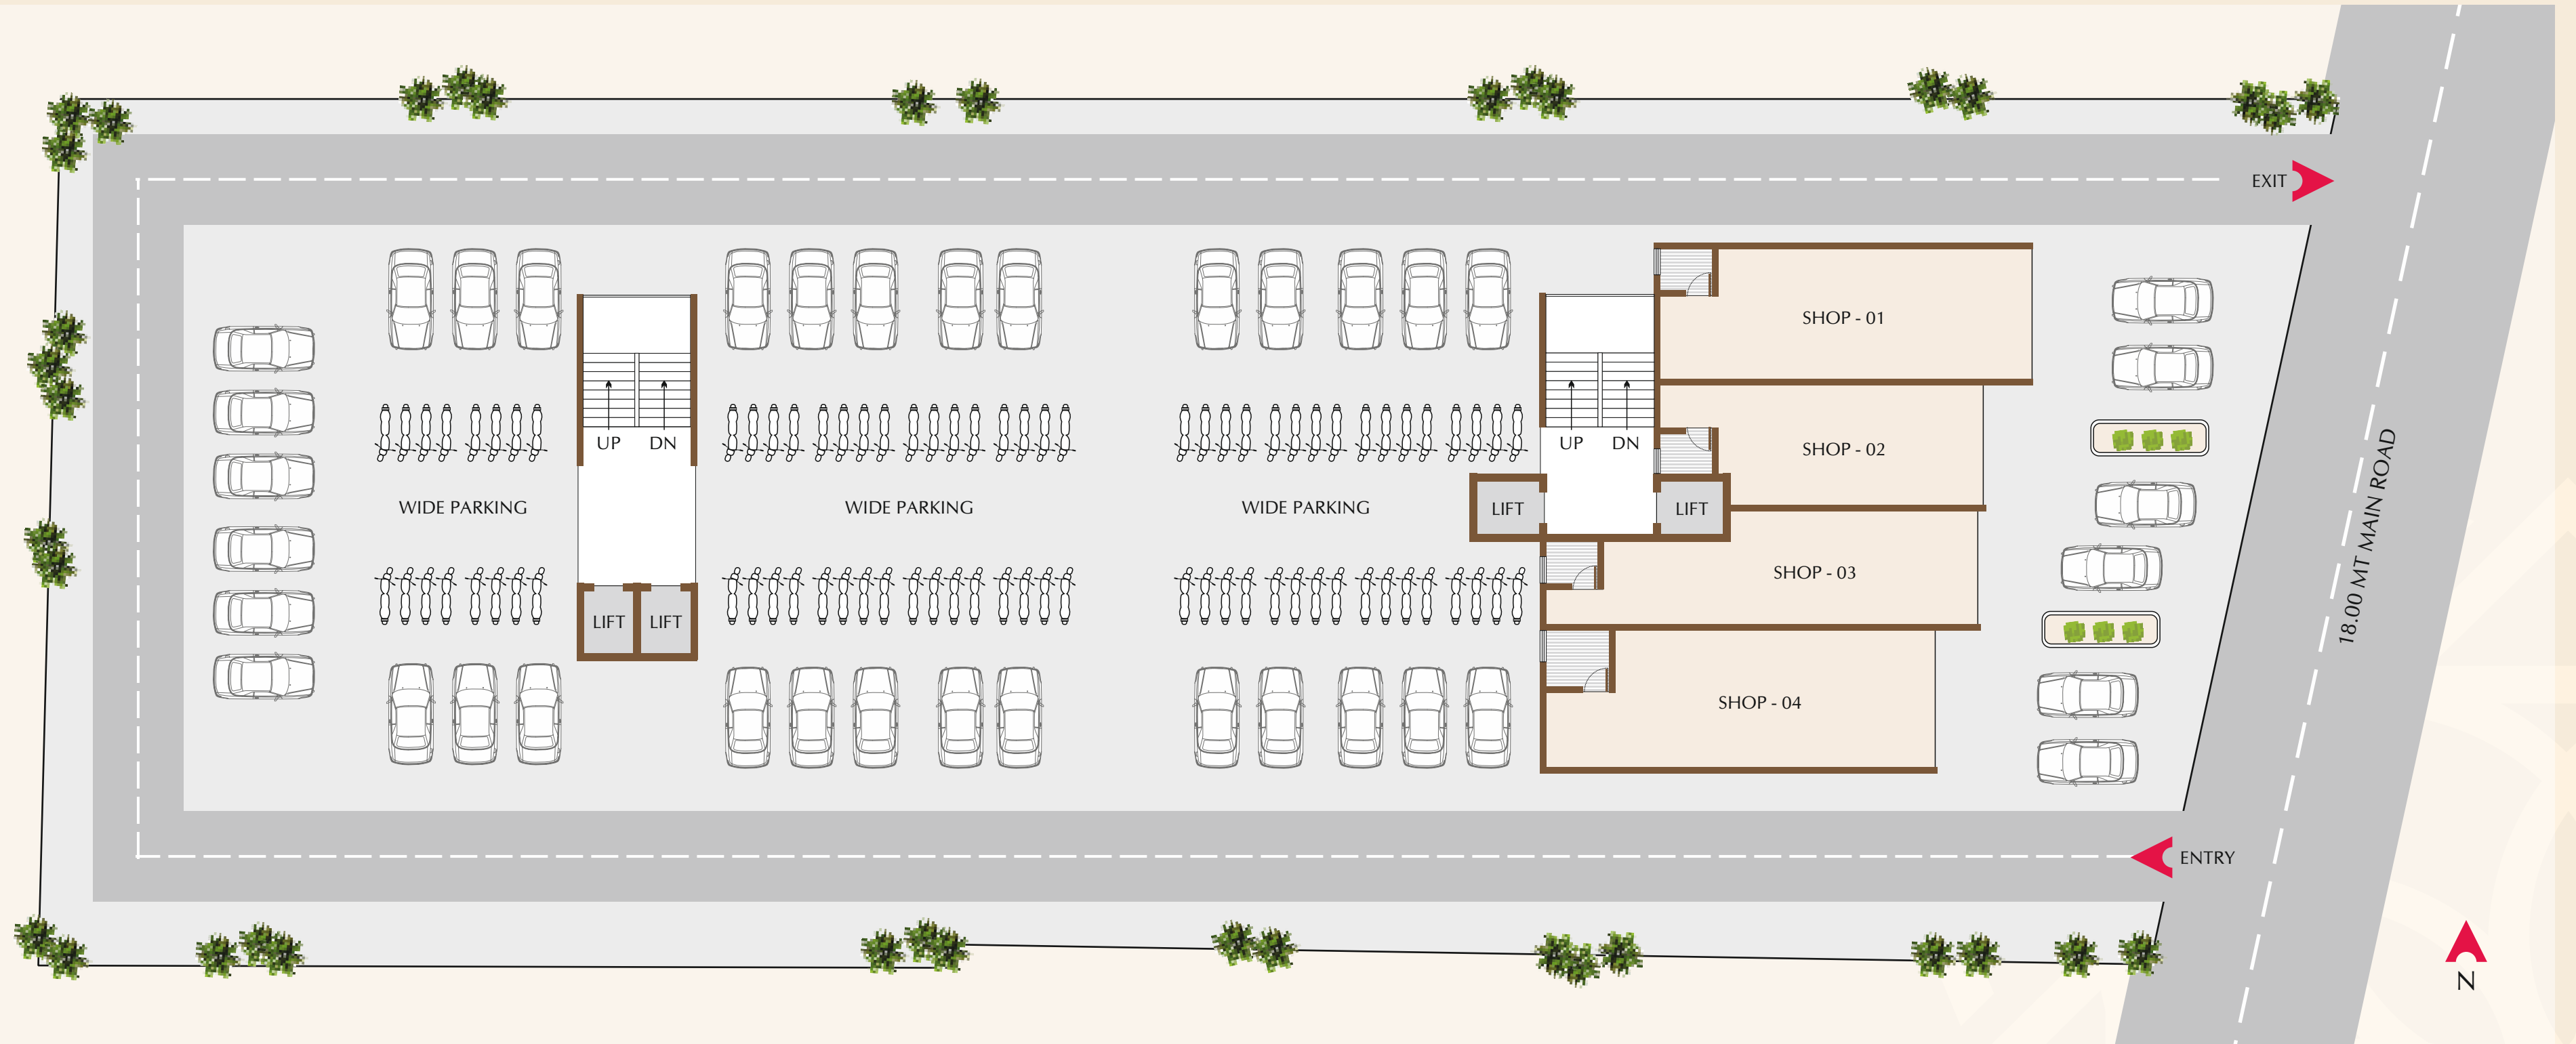 EXIT
SHOP - 01
UP DN
UP DN
SHOP - 02
WIDE PARKING
WIDE PARKING
WIDE PARKING
LIFT
LIFT
18.00 MT MAIN ROAD
SHOP - 03
LIFT LIFT
SHOP - 04
ENTRY
N